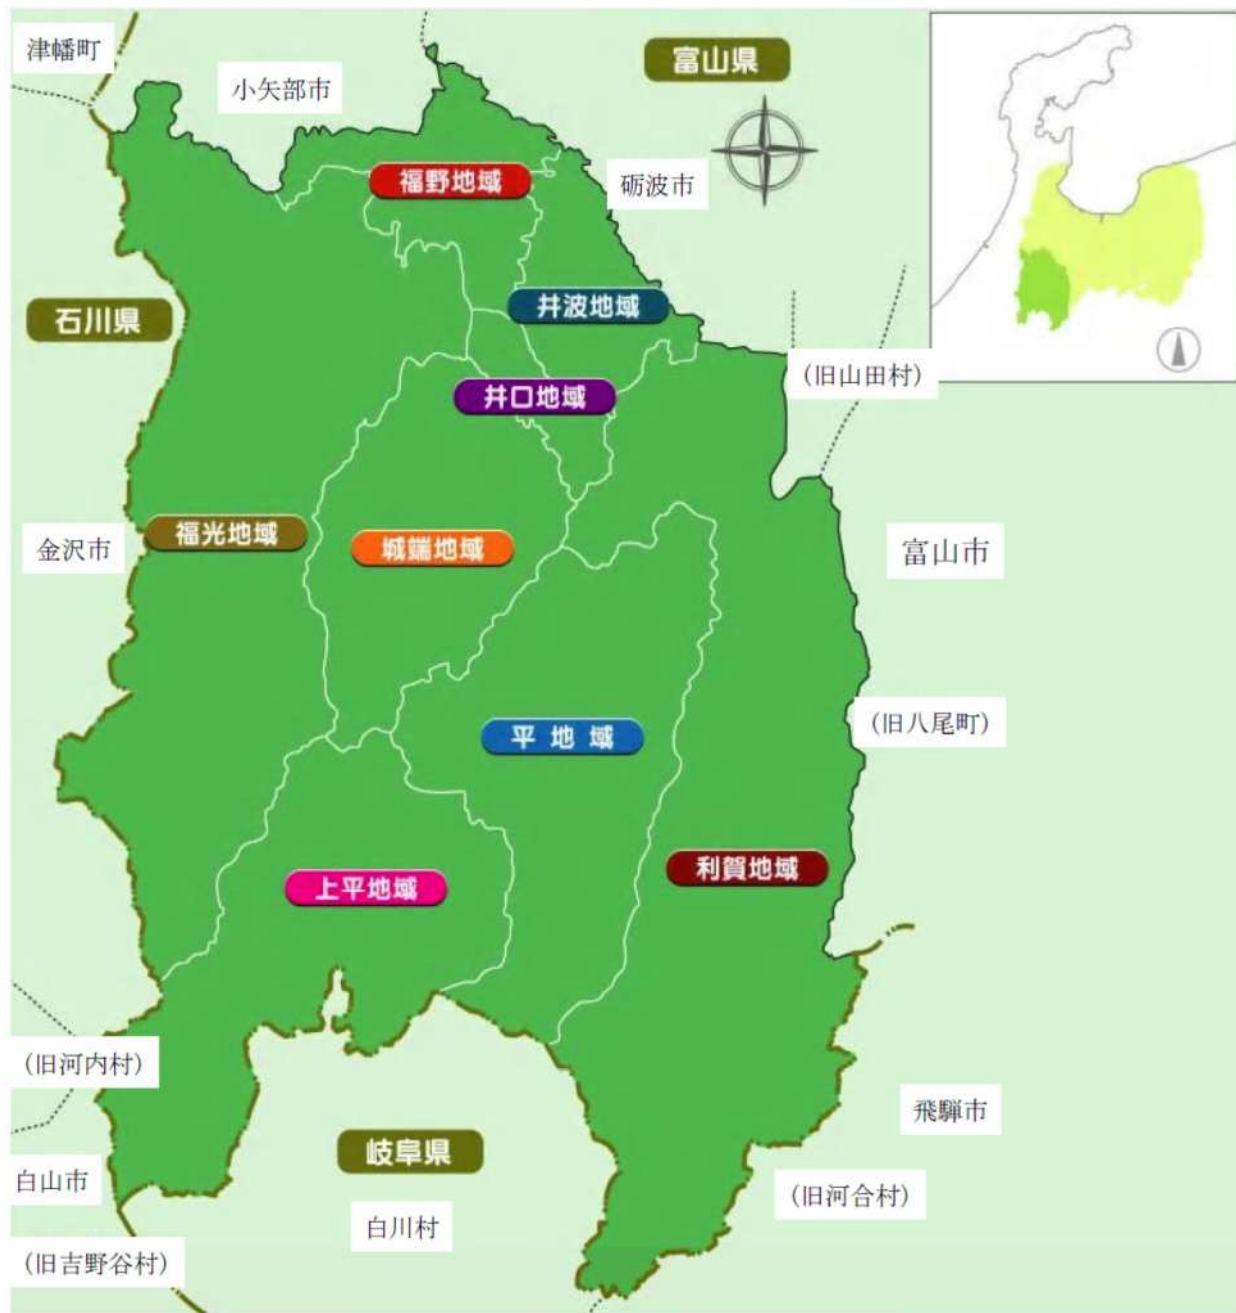 津幡町
小矢部市
富山県
福野地域
砺波市
石川県
井波地域
(旧山田村)
井口地域
金沢市
福光地域
城端地域
富山市
(旧八尾町)
平地域
利賀地域
上平地域
(旧河内村)
飛騨市
岐阜県
白山市
(旧河合村)
白川村
(旧吉野谷村)